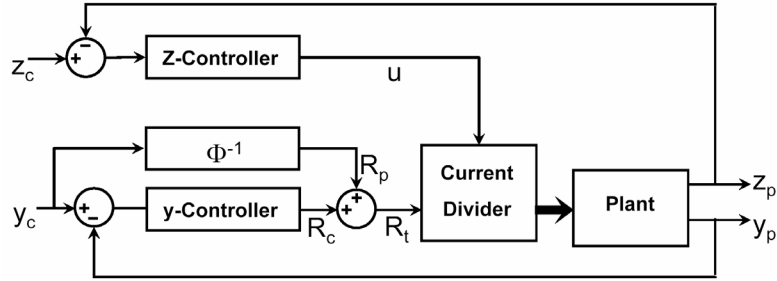 −
+
z_c
Z-Controller
u
Φ⁻¹
R_p
Current
Divider
Plant
z_p
y_p
+
−
y_c
y-Controller
R_c
+
+
R_t